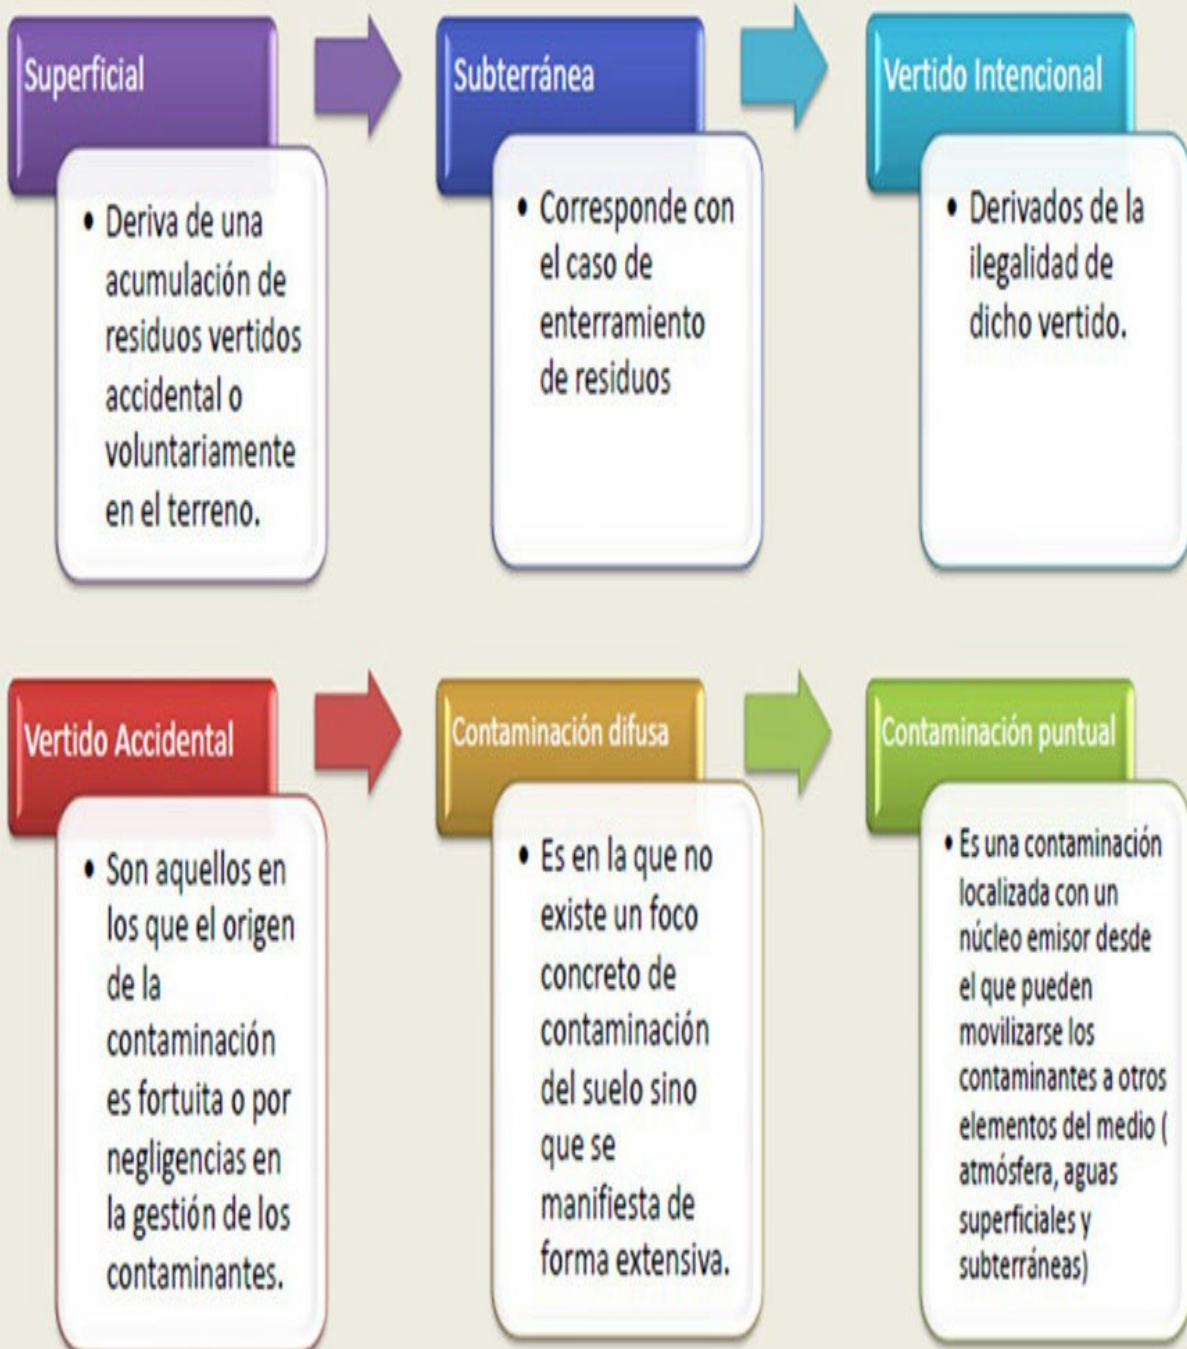 Superficial
• Deriva de una
acumulación de
residuos vertidos
accidental o
voluntariamente
en el terreno.
Subterránea
• Corresponde con
el caso de
enterramiento
de residuos
Vertido Intencional
• Derivados de la
ilegalidad de
dicho vertido.
Vertido Accidental
• Son aquellos en
los que el origen
de la
contaminación
es fortuita o por
negligencias en
la gestión de los
contaminantes.
Contaminación difusa
• Es en la que no
existe un foco
concreto de
contaminación
del suelo sino
que se
manifiesta de
forma extensiva.
Contaminación puntual
• Es una contaminación
localizada con un
núcleo emisor desde
el que pueden
movilizarse los
contaminantes a otros
elementos del medio (
atmósfera, aguas
superficiales y
subterráneas)